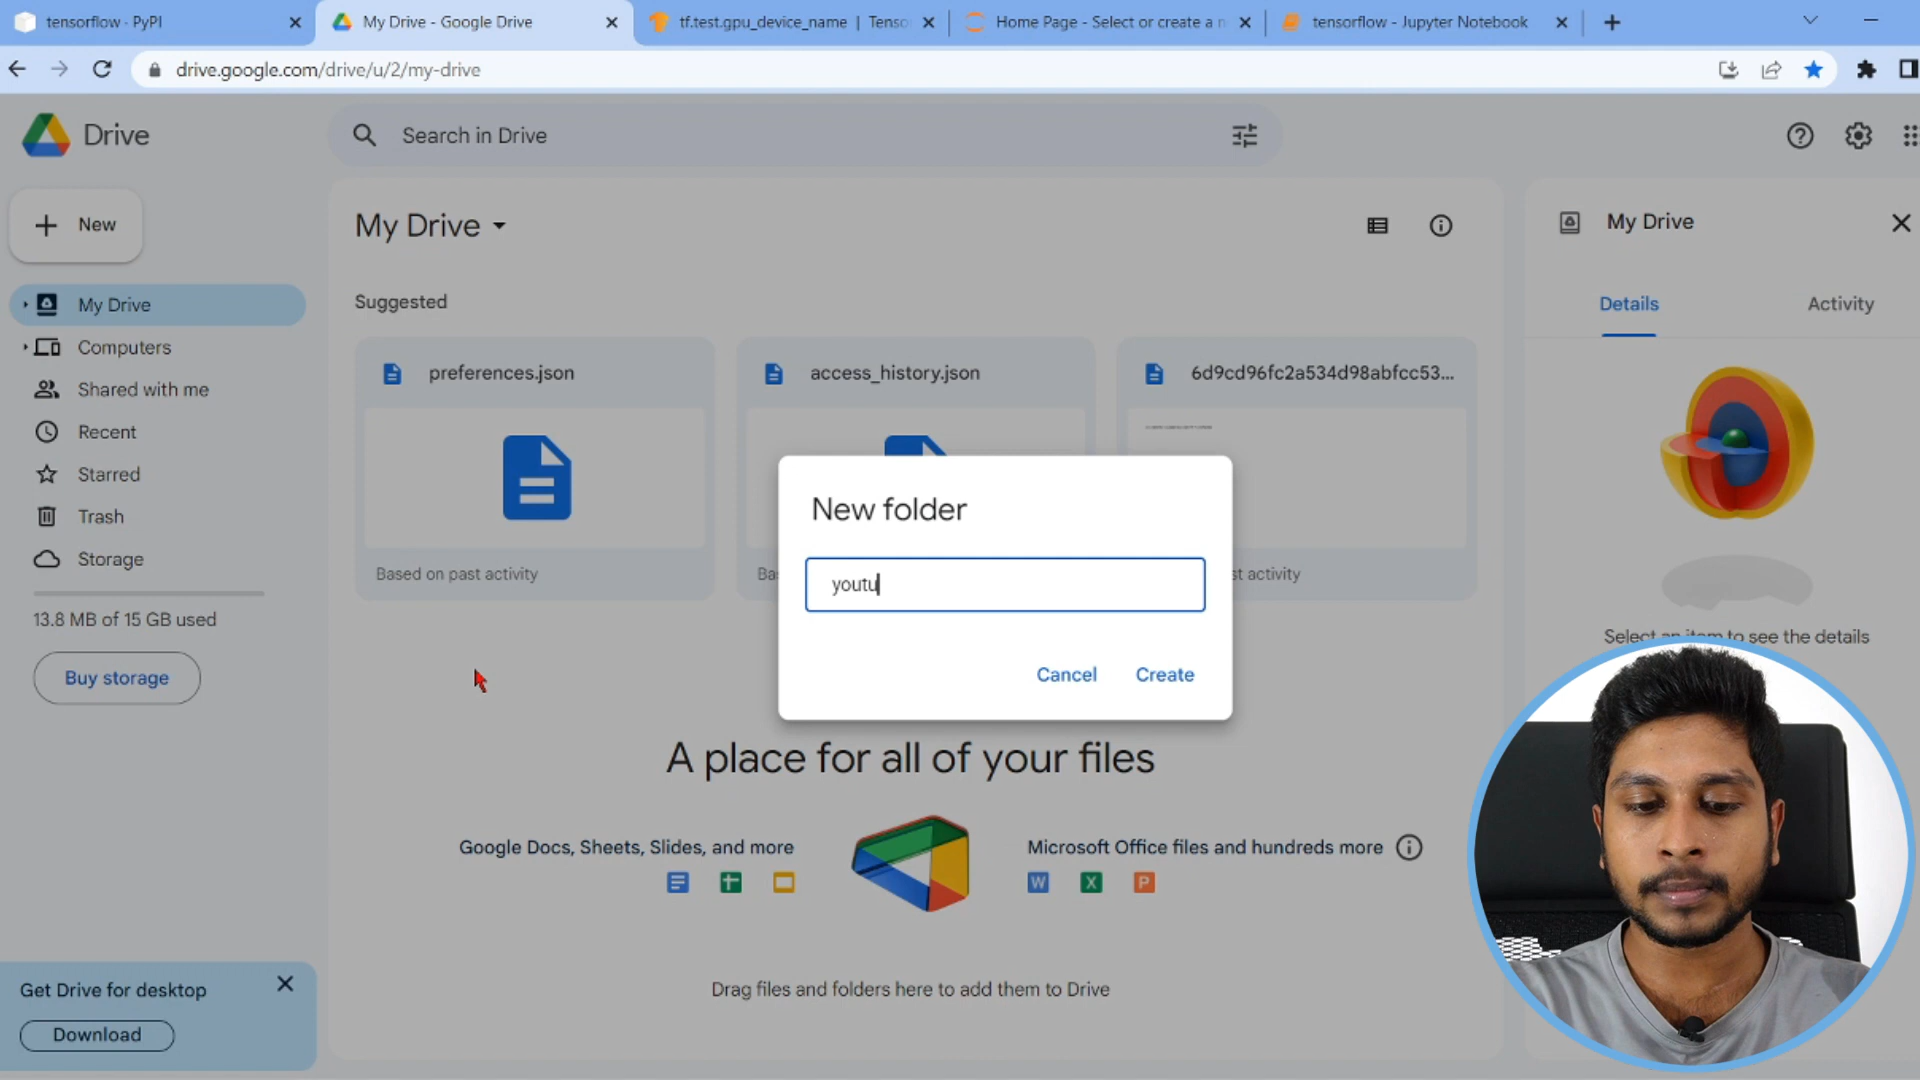 tensorflow · PyPI
My Drive - Google Drive
tf.test.gpu_device_name | Tenso
Home Page - Select or create a n
tensorflow - Jupyter Notebook
drive.google.com/drive/u/2/my-drive
Drive
Search in Drive
New
My Drive
Computers
Shared with me
Recent
Starred
Trash
Storage
13.8 MB of 15 GB used
Buy storage
Get Drive for desktop
Download
My Drive
Suggested
preferences.json
access_history.json
6d9cd96fc2a534d98abfcc53...
Based on past activity
Ba
st activity
New folder
youtu
Cancel
Create
A place for all of your files
Google Docs, Sheets, Slides, and more
Microsoft Office files and hundreds more
W X P
Drag files and folders here to add them to Drive
My Drive
Details
Activity
Select an item to see the details